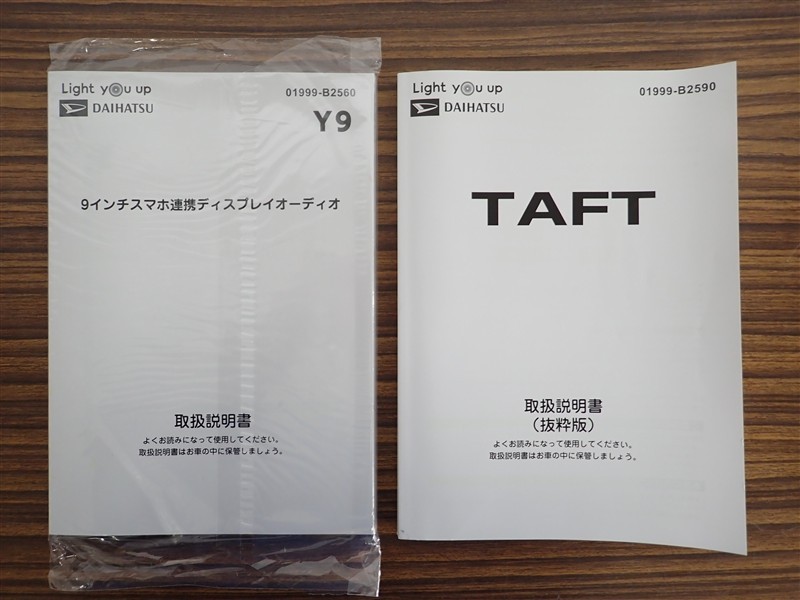 Light you up
DAIHATSU
01999-B2560
Y9
9インチスマホ連携ディスプレイオーディオ
取扱説明書
よくお読みになって使用してください。
取扱説明書はお車の中に保管しましょう。
Light you up
DAIHATSU
01999-B2590
TAFT
取扱説明書
(抜粋版)
よくお読みになって使用してください。
取扱説明書はお車の中に保管しましょう。